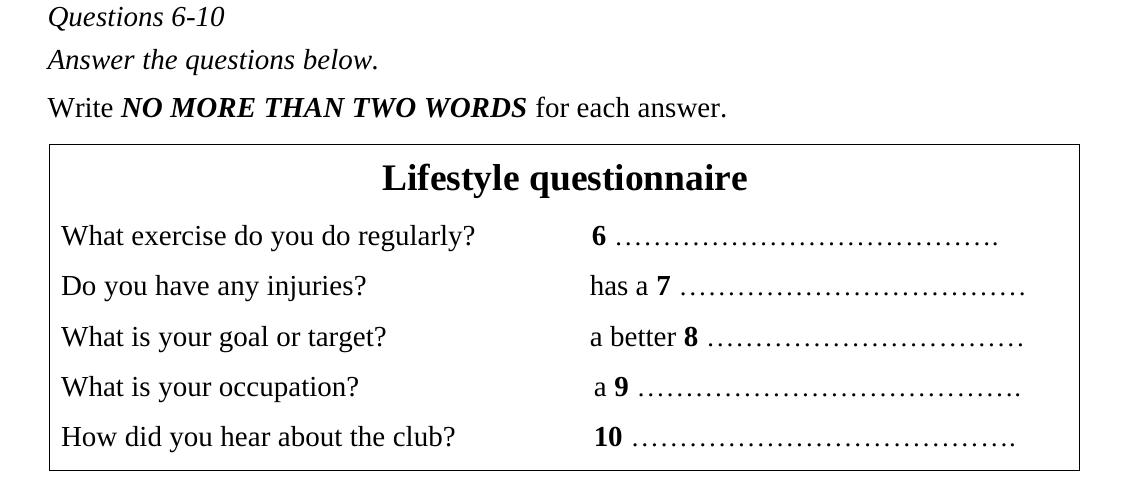 Questions 6-10
Answer the questions below.
Write NO MORE THAN TWO WORDS for each answer.
Lifestyle questionnaire
What exercise do you do regularly? 6 …………………………………….
Do you have any injuries? has a 7 ………………………………
What is your goal or target? a better 8 ……………………………
What is your occupation? a 9 ………………………………….
How did you hear about the club? 10 ………………………………….